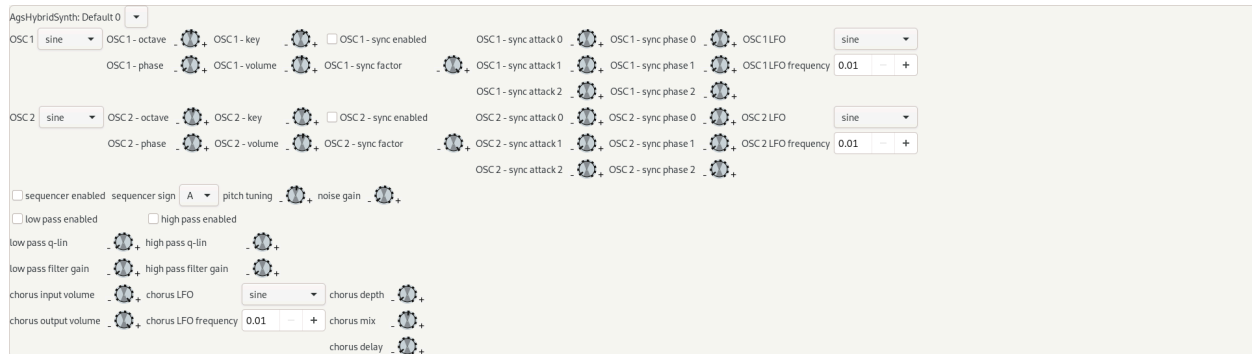 AgsHybridSynth: Default 0
OSC 1 sine OSC 1 - octave - + OSC 1 - key - + OSC 1 - sync enabled OSC 1 - sync attack 0 - + OSC 1 - sync phase 0 - + OSC 1 LFO sine
OSC 1 - phase - + OSC 1 - volume - + OSC 1 - sync factor - + OSC 1 - sync attack 1 - + OSC 1 - sync phase 1 - + OSC 1 LFO frequency 0.01 - +
OSC 1 - sync attack 2 - + OSC 1 - sync phase 2 - +
OSC 2 sine OSC 2 - octave - + OSC 2 - key - + OSC 2 - sync enabled OSC 2 - sync attack 0 - + OSC 2 - sync phase 0 - + OSC 2 LFO sine
OSC 2 - phase - + OSC 2 - volume - + OSC 2 - sync factor - + OSC 2 - sync attack 1 - + OSC 2 - sync phase 1 - + OSC 2 LFO frequency 0.01 - +
OSC 2 - sync attack 2 - + OSC 2 - sync phase 2 - +
sequencer enabled sequencer sign A pitch tuning - + noise gain - +
low pass enabled high pass enabled
low pass q-lin - + high pass q-lin - +
low pass filter gain - + high pass filter gain - +
chorus input volume - + chorus LFO sine chorus depth - +
chorus output volume - + chorus LFO frequency 0.01 - + chorus mix - +
chorus delay - +